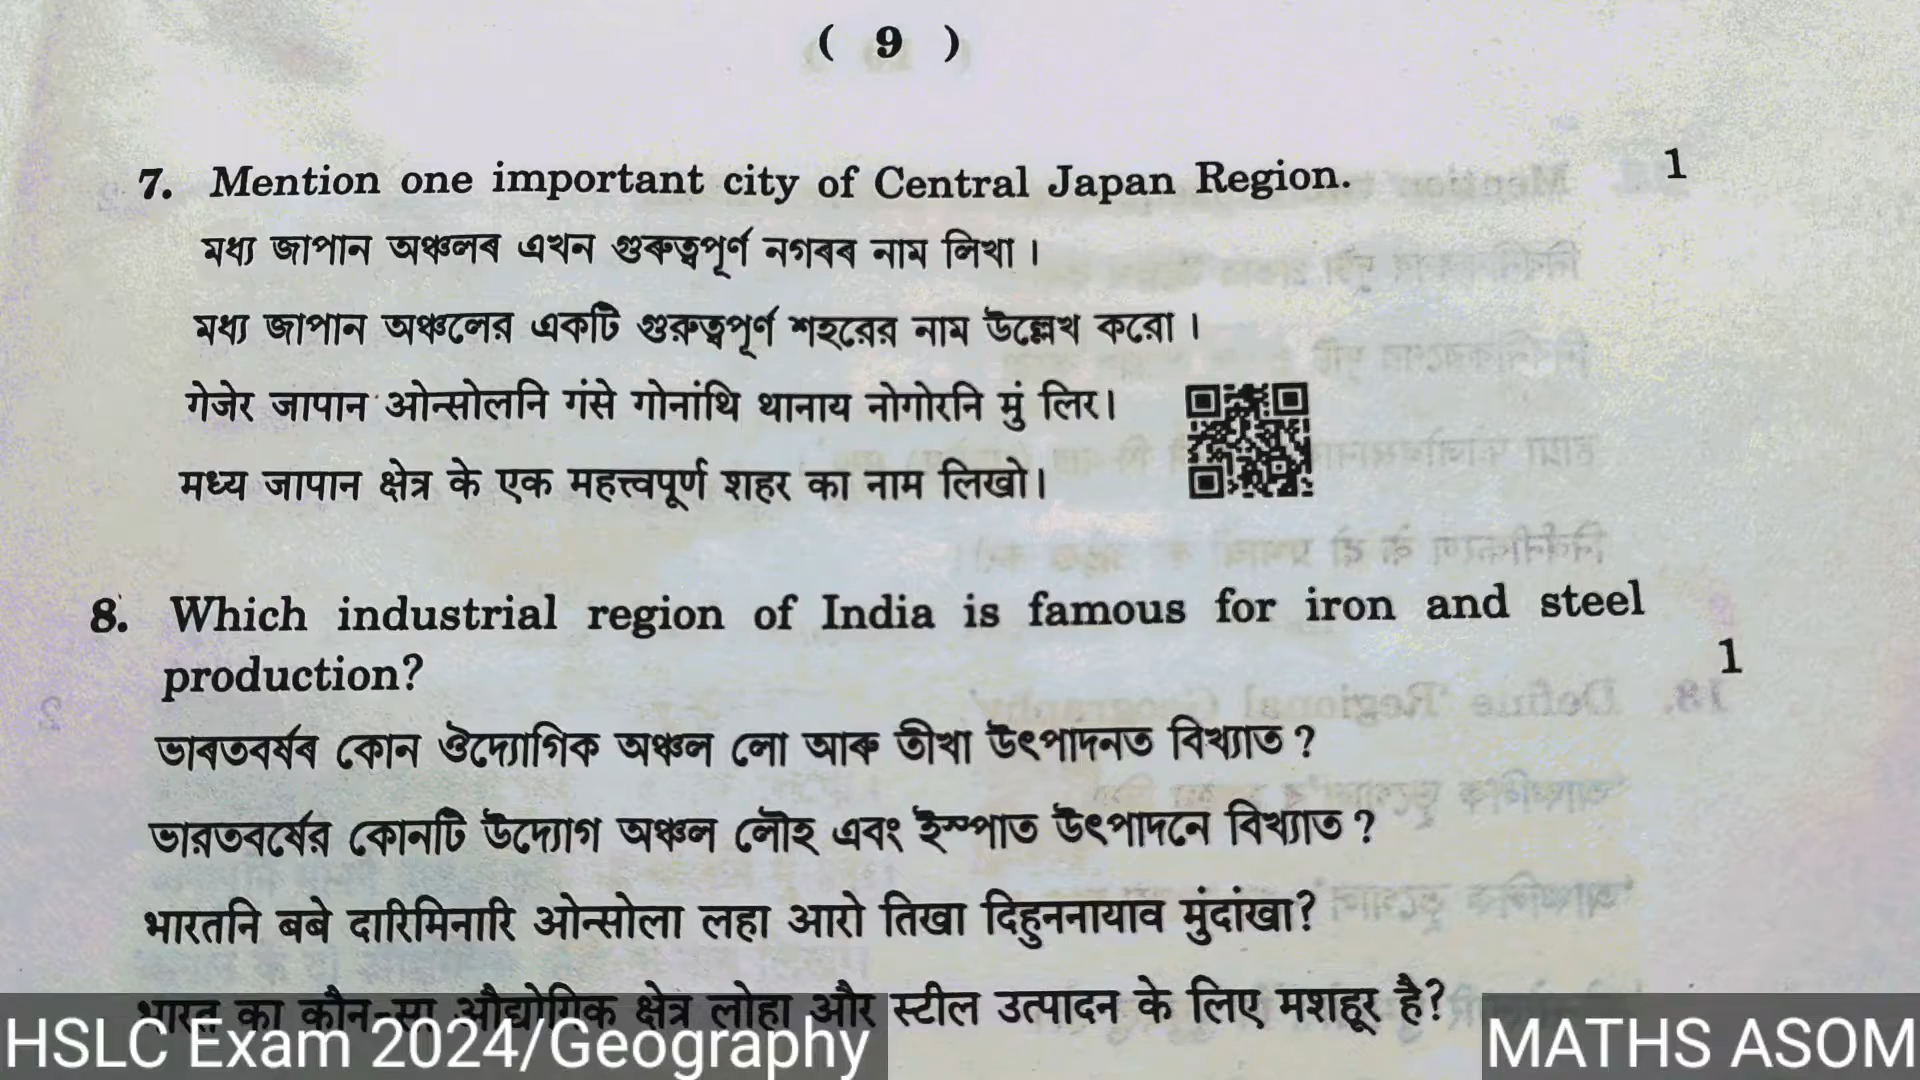 ( 9 )
7. Mention one important city of Central Japan Region. 1
মধ্য জাপান অঞ্চলৰ এখন গুৰুত্বপূৰ্ণ নগৰৰ নাম লিখা ।
মধ্য জাপান অঞ্চলের একটি গুরুত্বপূর্ণ শহরের নাম উল্লেখ করো ।
गेजेर जापान ओन्सोलनि गंसे गोनांथि थानाय नोगोरनि मुं लिर।
मध्य जापान क्षेत्र के एक महत्त्वपूर्ण शहर का नाम लिखो।
8. Which industrial region of India is famous for iron and steel
production? 1
ভাৰতবৰ্ষৰ কোন ঔদ্যোগিক অঞ্চল লো আৰু তীখা উৎপাদনত বিখ্যাত ?
ভারতবর্ষের কোনটি উদ্যোগ অঞ্চল লৌহ এবং ইস্পাত উৎপাদনে বিখ্যাত ?
भारतनि बबे दारिमिनारि ओन्सोला लहा आरो तिखा दिहुननायाव मुंदांखा?
भारत का कौन-सा औद्योगिक क्षेत्र लोहा और स्टील उत्पादन के लिए मशहूर है?
HSLC Exam 2024/Geography
MATHS ASOM